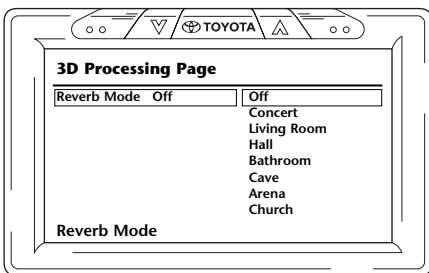 TOYOTA
3D Processing Page
Reverb Mode Off Off
Concert
Living Room
Hall
Bathroom
Cave
Arena
Church
Reverb Mode